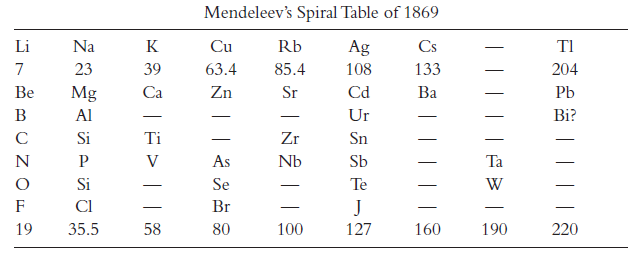 Mendeleev's Spiral Table of 1869
Li Na K Cu Rb Ag Cs — Tl
7 23 39 63.4 85.4 108 133 — 204
Be Mg Ca Zn Sr Cd Ba — Pb
B Al — — — Ur — — Bi?
C Si Ti — Zr Sn — — —
N P V As Nb Sb — Ta —
O Si — Se — Te — W —
F Cl — Br — J — — —
19 35.5 58 80 100 127 160 190 220